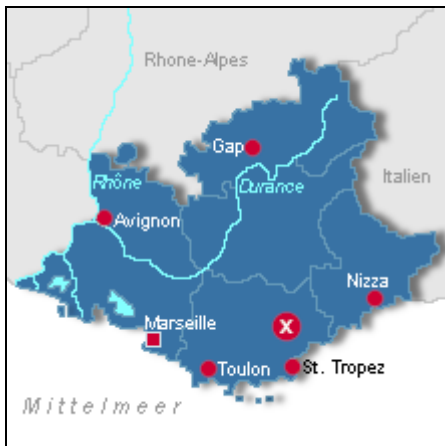 Rhone-Alpes
Gap
Italien
Rhône
Durance
Avignon
Nizza
X
Marseille
Toulon
St. Tropez
Mittelmeer